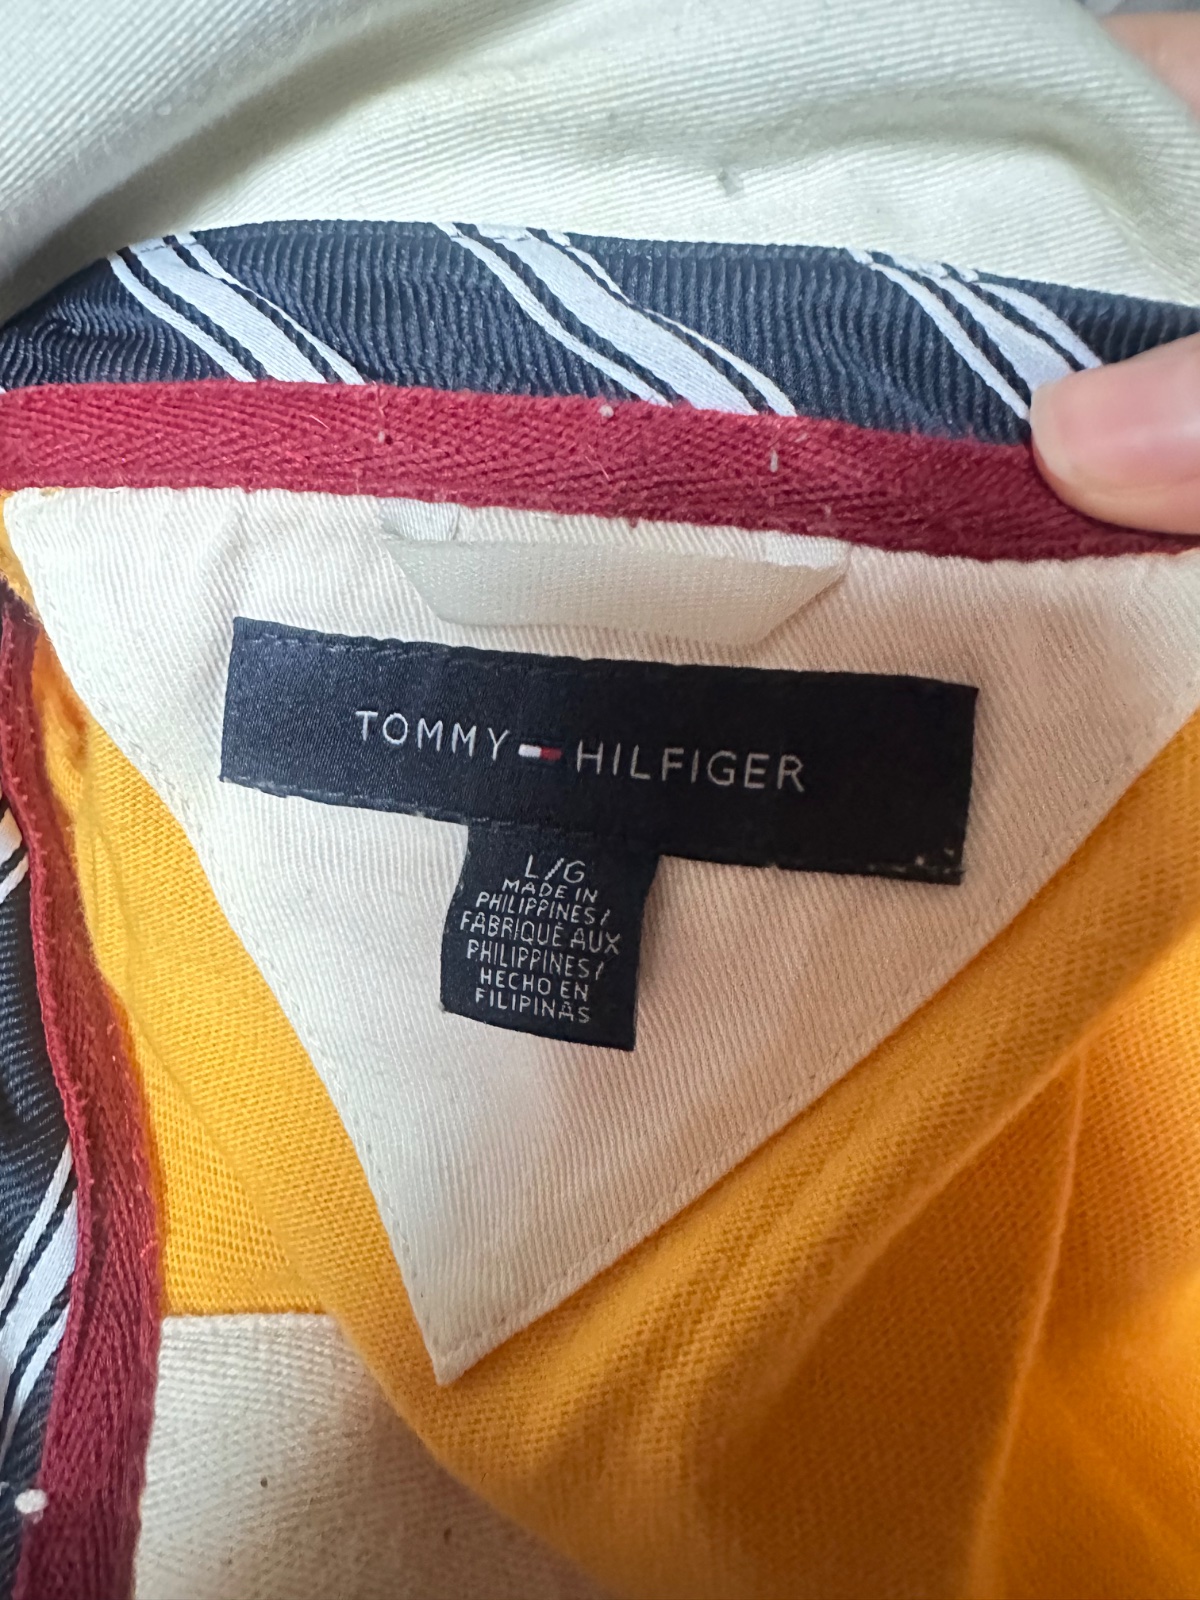 TOMMY HILFIGER
L/G
MADE IN
PHILIPPINES/
FABRIQUÉ AUX
PHILIPPINES/
HECHO EN
FILIPINAS